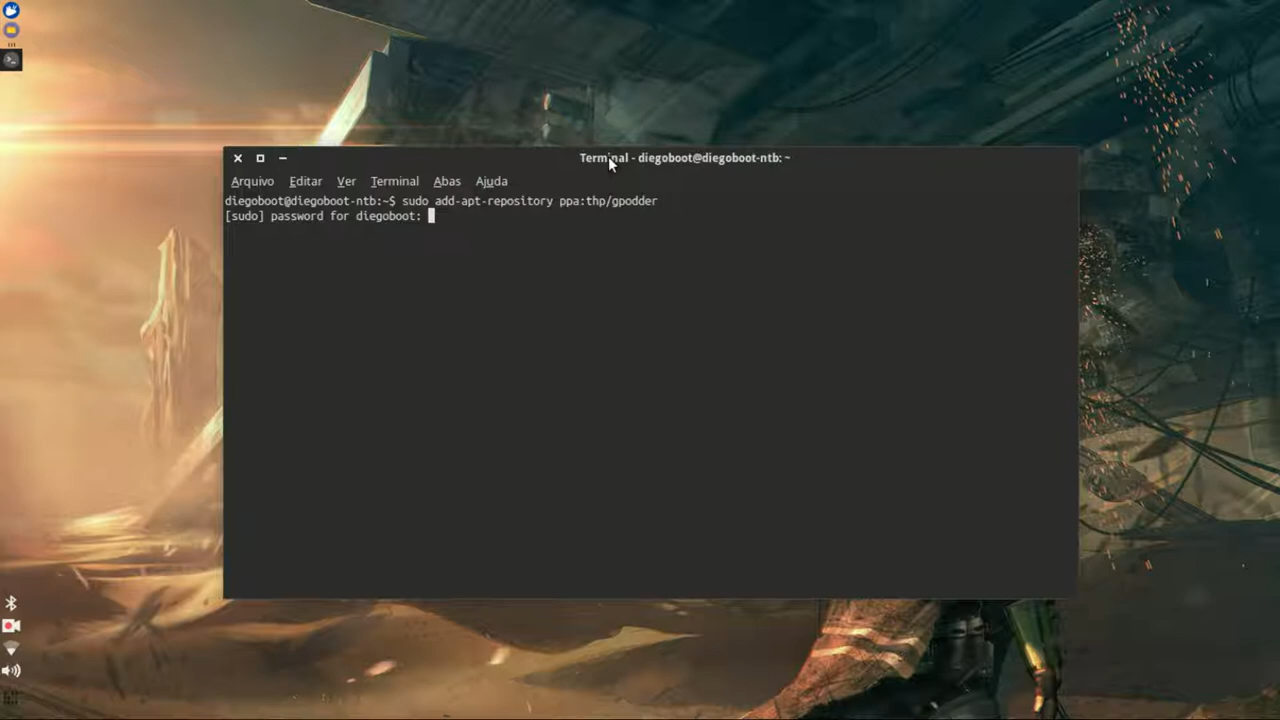 Terminal - diegoboot@diegoboot-ntb: ~
Arquivo Editar Ver Terminal Abas Ajuda
diegoboot@diegoboot-ntb:~$ sudo add-apt-repository ppa:thp/gpodder
[sudo] password for diegoboot: